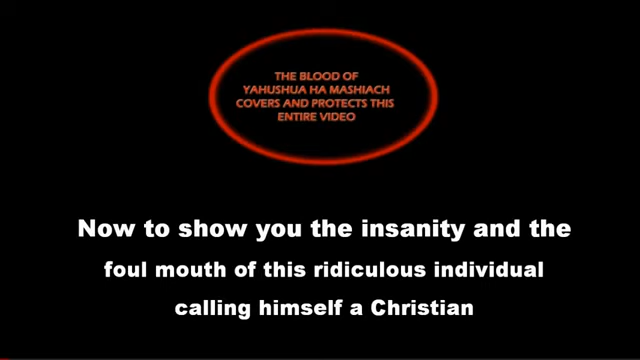 THE BLOOD OF
YAHUSHUA HA MASHIACH
COVERS AND PROTECTS THIS
ENTIRE VIDEO
Now to show you the insanity and the
foul mouth of this ridiculous individual
calling himself a Christian